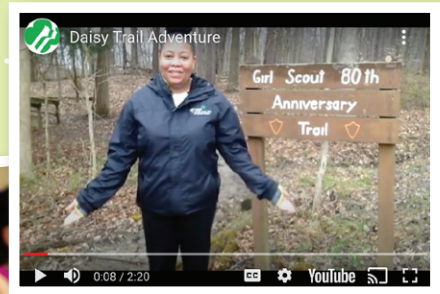 Daisy Trail Adventure
Girl Scout 80th
Anniversary
Trail
0:08 / 2:20
CC
YouTube